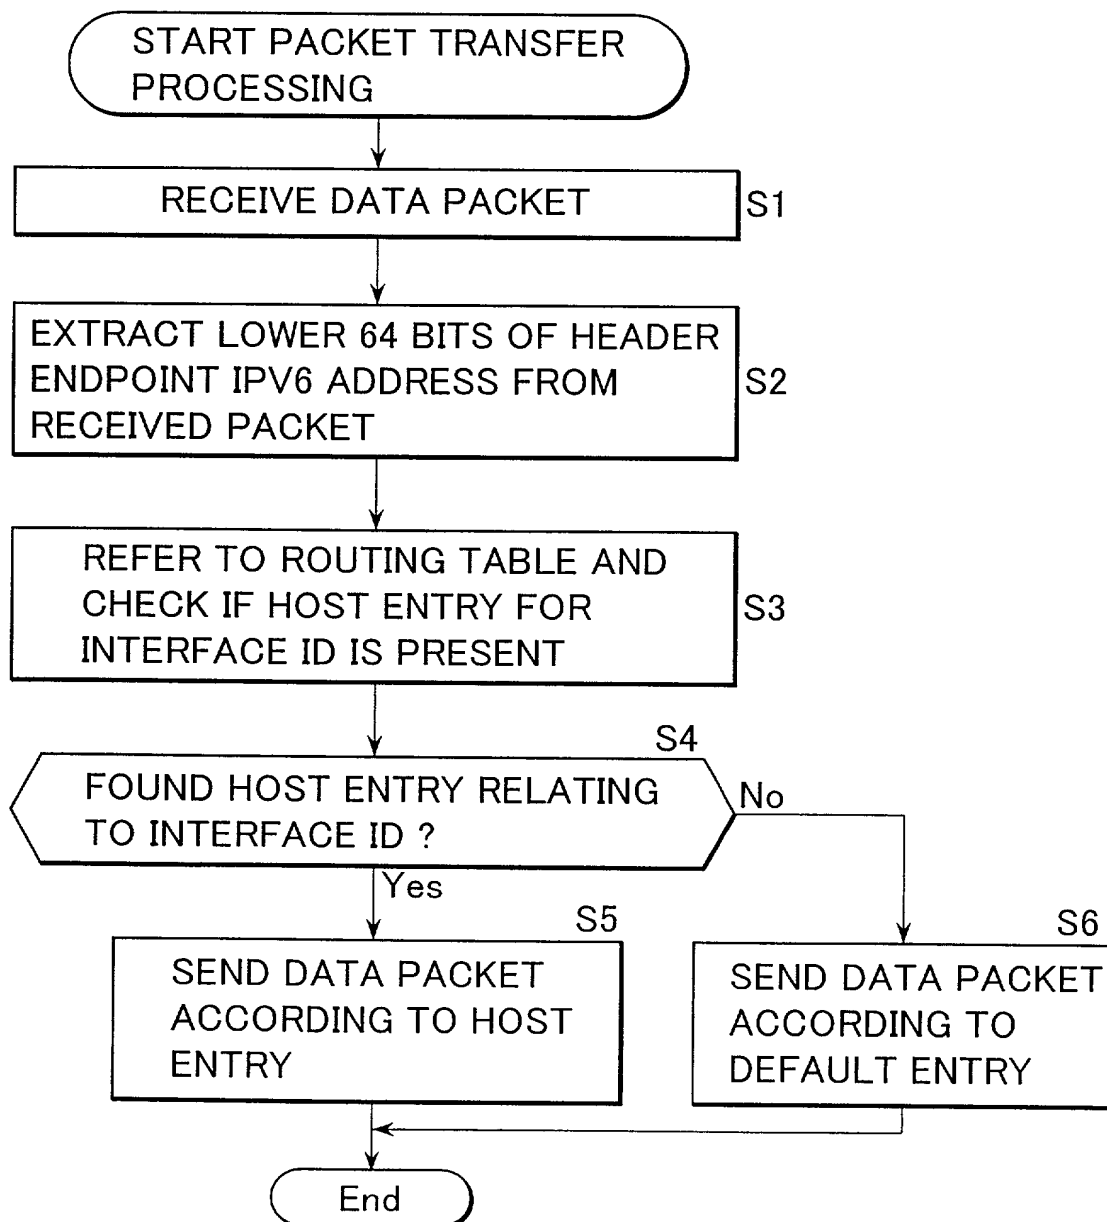 START PACKET TRANSFER
PROCESSING
RECEIVE DATA PACKET
S1
EXTRACT LOWER 64 BITS OF HEADER
ENDPOINT IPV6 ADDRESS FROM
RECEIVED PACKET
S2
REFER TO ROUTING TABLE AND
CHECK IF HOST ENTRY FOR
INTERFACE ID IS PRESENT
S3
S4
FOUND HOST ENTRY RELATING
TO INTERFACE ID ?
No
Yes
S5
SEND DATA PACKET
ACCORDING TO HOST
ENTRY
S6
SEND DATA PACKET
ACCORDING TO
DEFAULT ENTRY
End